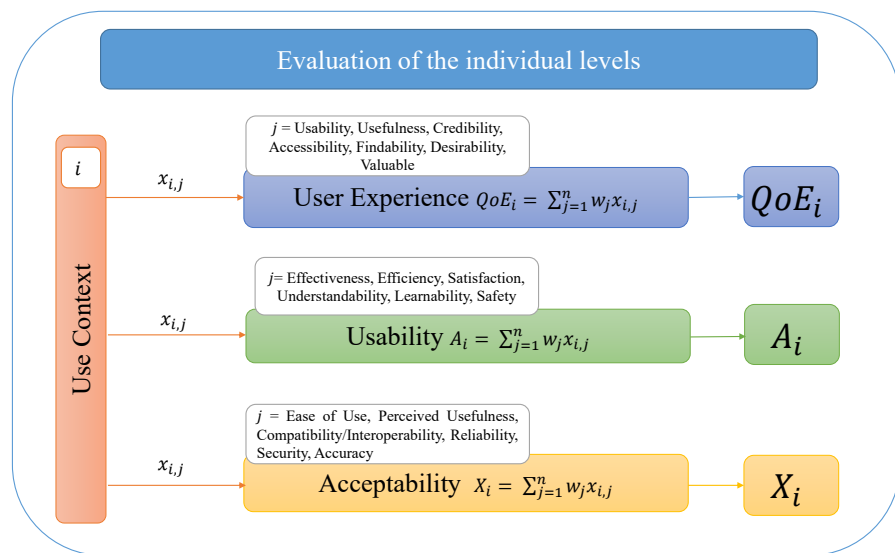 Evaluation of the individual levels
Use Context
i
j = Usability, Usefulness, Credibility,
Accessibility, Findability, Desirability,
Valuable
x_{i,j}
User Experience QoE_i = ∑_{j=1}^{n} w_j x_{i,j}
QoE_i
j= Effectiveness, Efficiency, Satisfaction,
Understandability, Learnability, Safety
x_{i,j}
Usability A_i = ∑_{j=1}^{n} w_j x_{i,j}
A_i
j = Ease of Use, Perceived Usefulness,
Compatibility/Interoperability, Reliability,
Security, Accuracy
x_{i,j}
Acceptability X_i = ∑_{j=1}^{n} w_j x_{i,j}
X_i